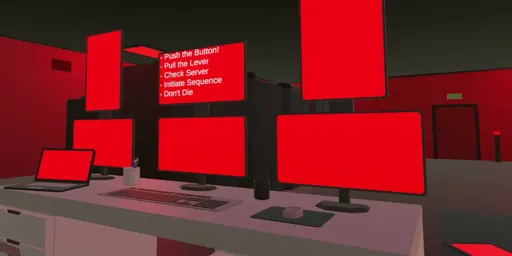 - Push the Button!
- Pull the Lever
- Check Server
- Initiate Sequence
- Don't Die